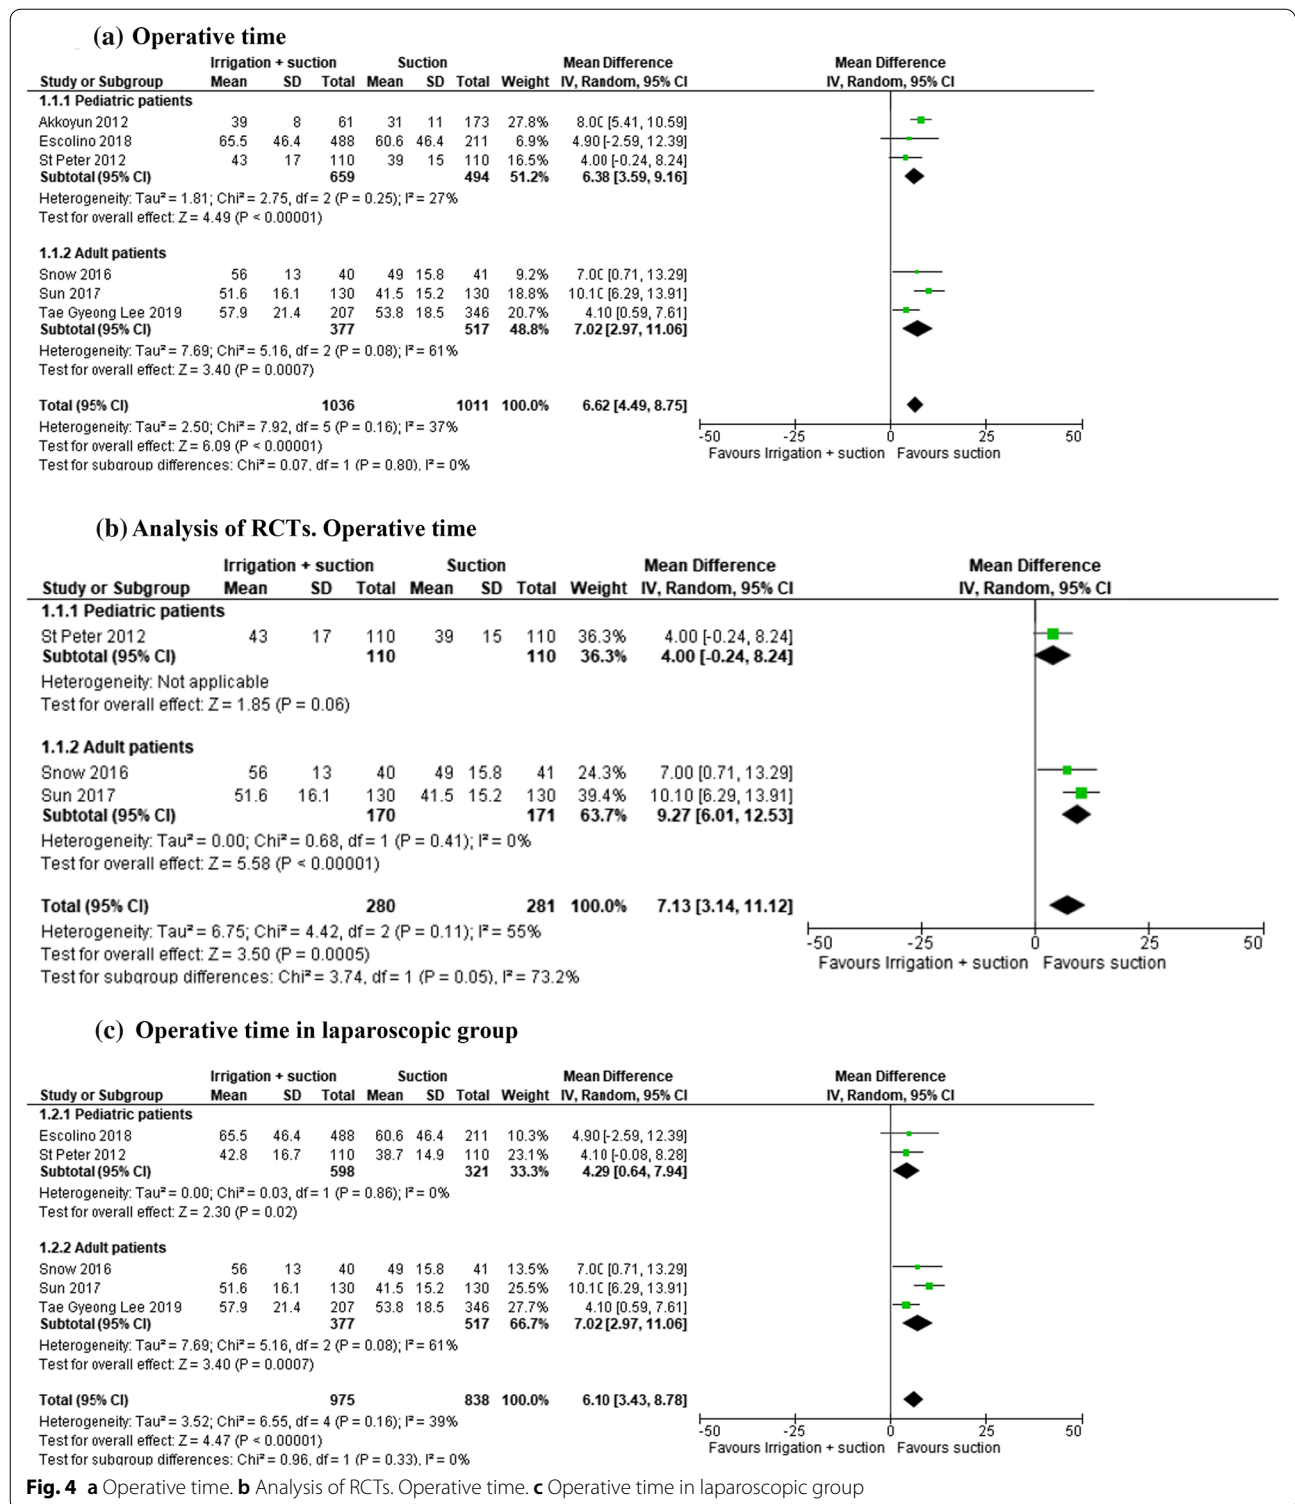 (a) Operative time
Irrigation + suction Suction Mean Difference Mean Difference
Study or Subgroup Mean SD Total Mean SD Total Weight IV, Random, 95% CI IV, Random, 95% CI
1.1.1 Pediatric patients
Akkoyun 2012 39 8 61 31 11 173 27.8% 8.00 [5.41, 10.59]
Escolino 2018 65.5 46.4 488 60.6 46.4 211 6.9% 4.90 [-2.59, 12.39]
St Peter 2012 43 17 110 39 15 110 16.5% 4.00 [-0.24, 8.24]
Subtotal (95% CI) 659 494 51.2% 6.38 [3.59, 9.16]
Heterogeneity: Tau² = 1.81; Chi² = 2.75, df = 2 (P = 0.25); I² = 27%
Test for overall effect: Z = 4.49 (P < 0.00001)
1.1.2 Adult patients
Snow 2016 56 13 40 49 15.8 41 9.2% 7.00 [0.71, 13.29]
Sun 2017 51.6 16.1 130 41.5 15.2 130 18.8% 10.10 [6.29, 13.91]
Tae Gyeong Lee 2019 57.9 21.4 207 53.8 18.5 346 20.7% 4.10 [0.59, 7.61]
Subtotal (95% CI) 377 517 48.8% 7.02 [2.97, 11.06]
Heterogeneity: Tau² = 7.69; Chi² = 5.16, df = 2 (P = 0.08); I² = 61%
Test for overall effect: Z = 3.40 (P = 0.0007)
Total (95% CI) 1036 1011 100.0% 6.62 [4.49, 8.75]
Heterogeneity: Tau² = 2.50; Chi² = 7.92, df = 5 (P = 0.16); I² = 37%
Test for overall effect: Z = 6.09 (P < 0.00001)
Test for subgroup differences: Chi² = 0.07, df = 1 (P = 0.80), I² = 0%
-50 -25 0 25 50
Favours Irrigation + suction Favours suction
(b) Analysis of RCTs. Operative time
Irrigation + suction Suction Mean Difference Mean Difference
Study or Subgroup Mean SD Total Mean SD Total Weight IV, Random, 95% CI IV, Random, 95% CI
1.1.1 Pediatric patients
St Peter 2012 43 17 110 39 15 110 36.3% 4.00 [-0.24, 8.24]
Subtotal (95% CI) 110 110 36.3% 4.00 [-0.24, 8.24]
Heterogeneity: Not applicable
Test for overall effect: Z = 1.85 (P = 0.06)
1.1.2 Adult patients
Snow 2016 56 13 40 49 15.8 41 24.3% 7.00 [0.71, 13.29]
Sun 2017 51.6 16.1 130 41.5 15.2 130 39.4% 10.10 [6.29, 13.91]
Subtotal (95% CI) 170 171 63.7% 9.27 [6.01, 12.53]
Heterogeneity: Tau² = 0.00; Chi² = 0.68, df = 1 (P = 0.41); I² = 0%
Test for overall effect: Z = 5.58 (P < 0.00001)
Total (95% CI) 280 281 100.0% 7.13 [3.14, 11.12]
Heterogeneity: Tau² = 6.75; Chi² = 4.42, df = 2 (P = 0.11); I² = 55%
Test for overall effect: Z = 3.50 (P = 0.0005)
Test for subgroup differences: Chi² = 3.74, df = 1 (P = 0.05), I² = 73.2%
-50 -25 0 25 50
Favours Irrigation + suction Favours suction
(c) Operative time in laparoscopic group
Irrigation + suction Suction Mean Difference Mean Difference
Study or Subgroup Mean SD Total Mean SD Total Weight IV, Random, 95% CI IV, Random, 95% CI
1.2.1 Pediatric patients
Escolino 2018 65.5 46.4 488 60.6 46.4 211 10.3% 4.90 [-2.59, 12.39]
St Peter 2012 42.8 16.7 110 38.7 14.9 110 23.1% 4.10 [-0.08, 8.28]
Subtotal (95% CI) 598 321 33.3% 4.29 [0.64, 7.94]
Heterogeneity: Tau² = 0.00; Chi² = 0.03, df = 1 (P = 0.86); I² = 0%
Test for overall effect: Z = 2.30 (P = 0.02)
1.2.2 Adult patients
Snow 2016 56 13 40 49 15.8 41 13.5% 7.00 [0.71, 13.29]
Sun 2017 51.6 16.1 130 41.5 15.2 130 25.5% 10.10 [6.29, 13.91]
Tae Gyeong Lee 2019 57.9 21.4 207 53.8 18.5 346 27.7% 4.10 [0.59, 7.61]
Subtotal (95% CI) 377 517 66.7% 7.02 [2.97, 11.06]
Heterogeneity: Tau² = 7.69; Chi² = 5.16, df = 2 (P = 0.08); I² = 61%
Test for overall effect: Z = 3.40 (P = 0.0007)
Total (95% CI) 975 838 100.0% 6.10 [3.43, 8.78]
Heterogeneity: Tau² = 3.52; Chi² = 6.55, df = 4 (P = 0.16); I² = 39%
Test for overall effect: Z = 4.47 (P < 0.00001)
Test for subgroup differences: Chi² = 0.96, df = 1 (P = 0.33), I² = 0%
-50 -25 0 25 50
Favours Irrigation + suction Favours suction
Fig. 4 a Operative time. b Analysis of RCTs. Operative time. c Operative time in laparoscopic group